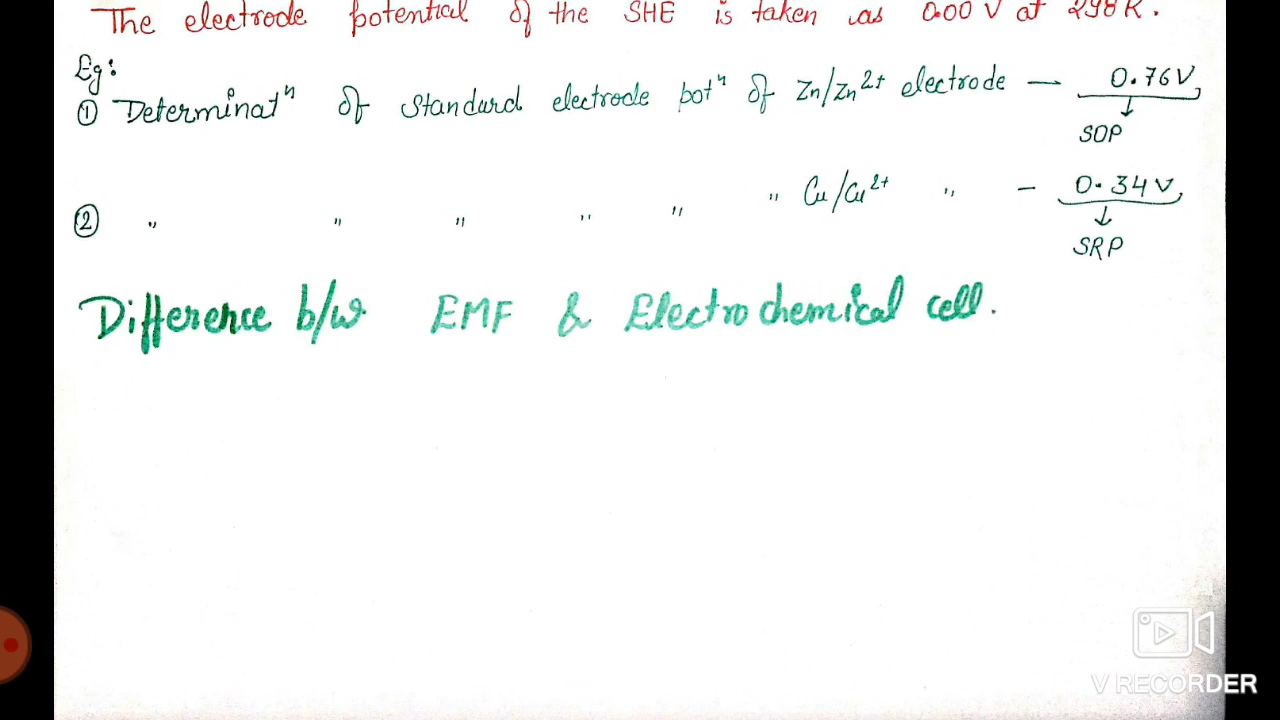 The electrode potential of the SHE is taken as 0.00 V at 298K.
Eg:
① Determinatⁿ of standard electrode potⁿ of Zn/Zn²⁺ electrode — 0.76V
↓
SOP
② " " " " " " Cu/Cu²⁺ " – 0.34V
↓
SRP
Difference b/w EMF & Electrochemical cell.
V RECORDER